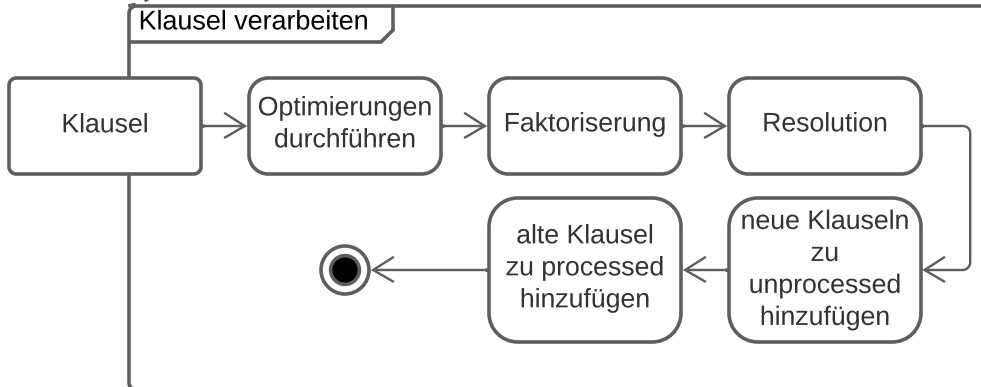 Klausel verarbeiten
Klausel
Optimierungen
durchführen
Faktoriserung
Resolution
neue Klauseln
zu
unprocessed
hinzufügen
alte Klausel
zu processed
hinzufügen